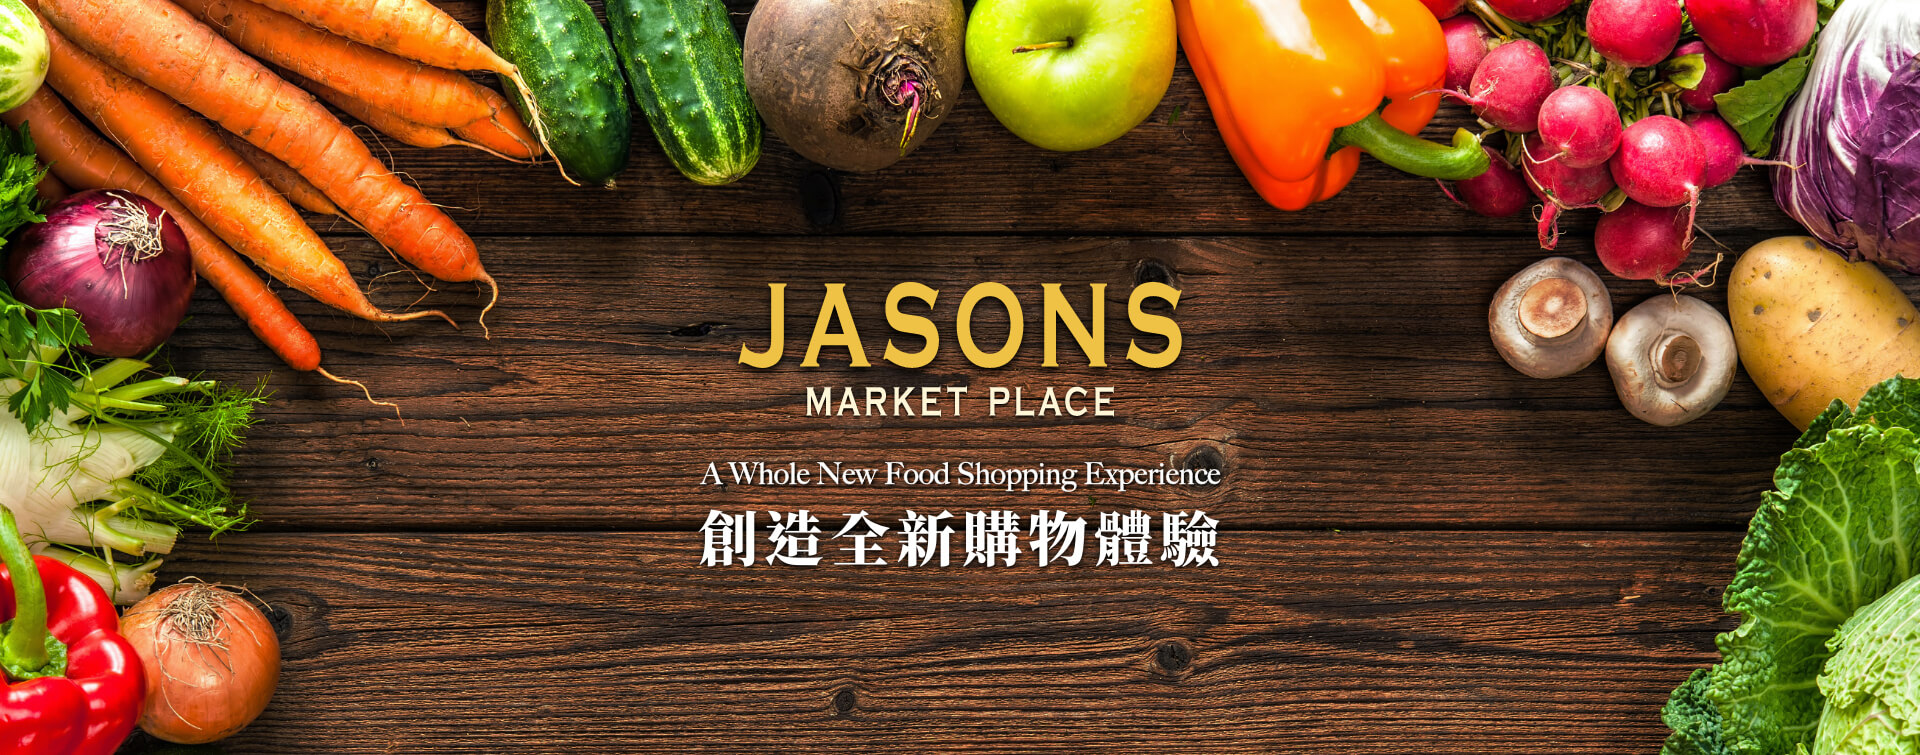 JASONS
MARKET PLACE
A Whole New Food Shopping Experience
創造全新購物體驗